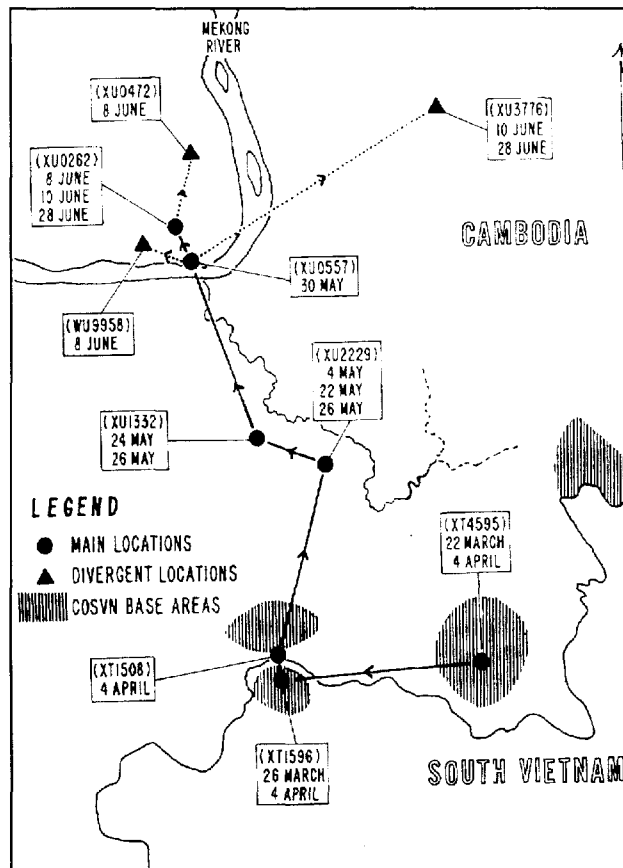 MEKONG
RIVER
N
(XU0472)
8 JUNE
(XU3776)
10 JUNE
28 JUNE
(XU0262)
8 JUNE
10 JUNE
28 JUNE
CAMBODIA
(XU0557)
30 MAY
(WU9958)
8 JUNE
(XU2229)
4 MAY
22 MAY
26 MAY
(XU1332)
24 MAY
26 MAY
LEGEND
MAIN LOCATIONS
DIVERGENT LOCATIONS
COSVN BASE AREAS
(XT4595)
22 MARCH
4 APRIL
(XT1508)
4 APRIL
(XT1596)
26 MARCH
4 APRIL
SOUTH VIETNAM